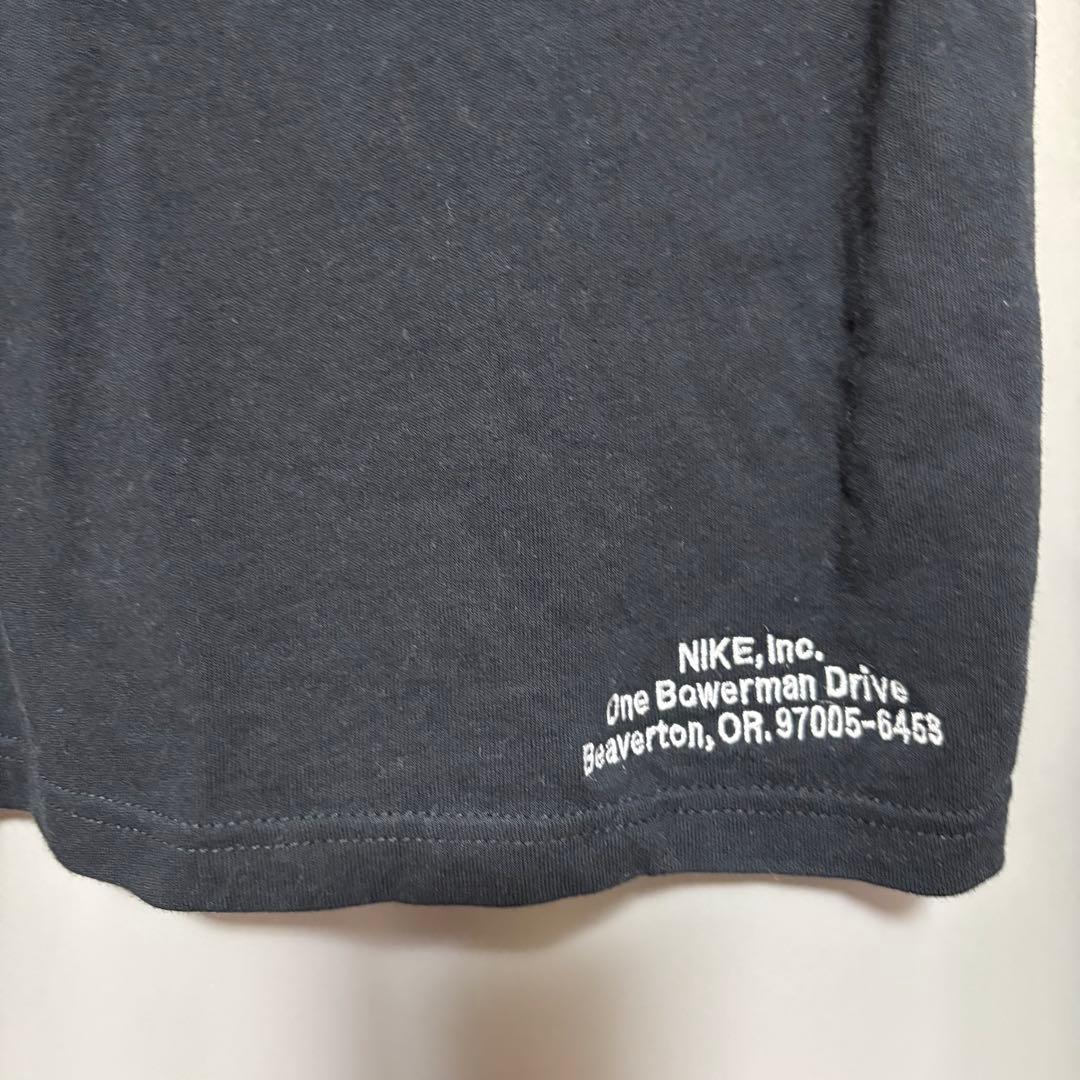 NIKE, Inc.
One Bowerman Drive
Beaverton, OR. 97005-6453